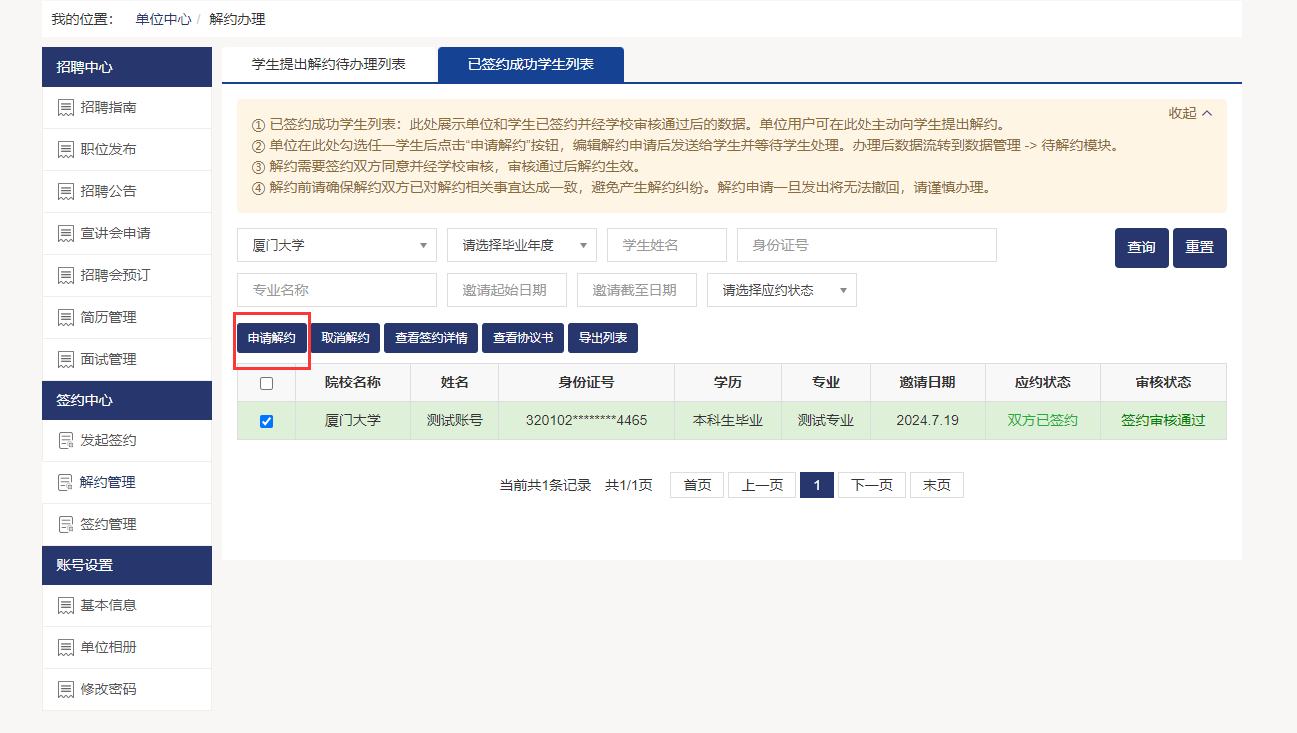 我的位置： 单位中心 / 解约办理
招聘中心
招聘指南
职位发布
招聘公告
宣讲会申请
招聘会预订
简历管理
面试管理
签约中心
发起签约
解约管理
签约管理
账号设置
基本信息
单位相册
修改密码
学生提出解约待办理列表 已签约成功学生列表
收起
① 已签约成功学生列表：此处展示单位和学生已签约并经学校审核通过后的数据。单位用户可在此处主动向学生提出解约。
② 单位在此处勾选任一学生后点击“申请解约”按钮，编辑解约申请后发送给学生并等待学生处理。办理后数据流转到数据管理 -> 待解约模块。
③ 解约需要签约双方同意并经学校审核，审核通过后解约生效。
④ 解约前请确保解约双方已对解约相关事宜达成一致，避免产生解约纠纷。解约申请一旦发出将无法撤回，请谨慎办理。
厦门大学 请选择毕业年度 学生姓名 身份证号 查询 重置
专业名称 邀请起始日期 邀请截至日期 请选择应约状态
申请解约 取消解约 查看签约详情 查看协议书 导出列表
院校名称 姓名 身份证号 学历 专业 邀请日期 应约状态 审核状态
厦门大学 测试账号 320102********4465 本科生毕业 测试专业 2024.7.19 双方已签约 签约审核通过
当前共1条记录 共1/1页 首页 上一页 1 下一页 末页